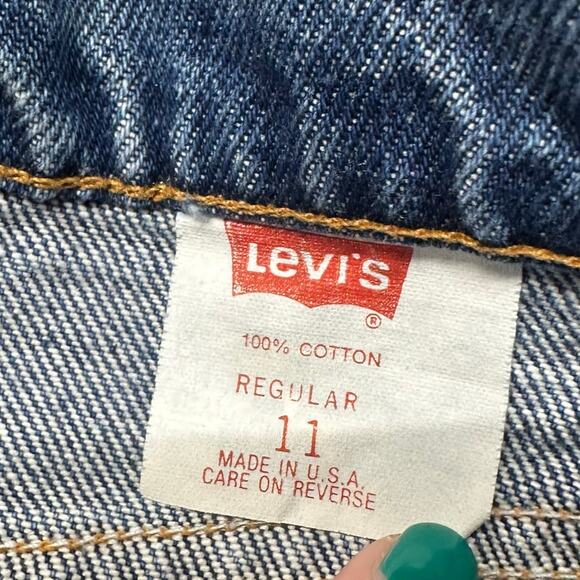 Levi's
®
100% COTTON
REGULAR
11
MADE IN U.S.A.
CARE ON REVERSE